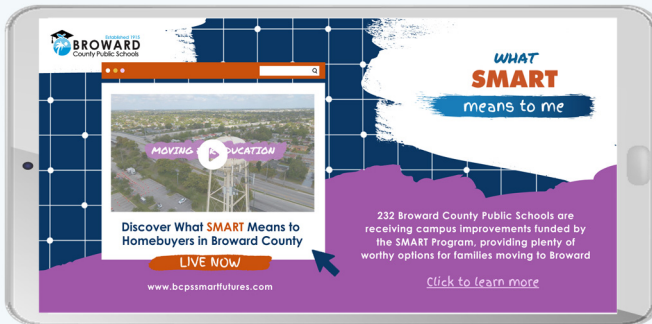 Established 1915
BROWARD
County Public Schools
MOVING
DUCATION
Discover What SMART Means to
Homebuyers in Broward County
LIVE NOW
www.bcpssmartfutures.com
WHAT
SMART
means to me
232 Broward County Public Schools are
receiving campus improvements funded by
the SMART Program, providing plenty of
worthy options for families moving to Broward
Click to learn more